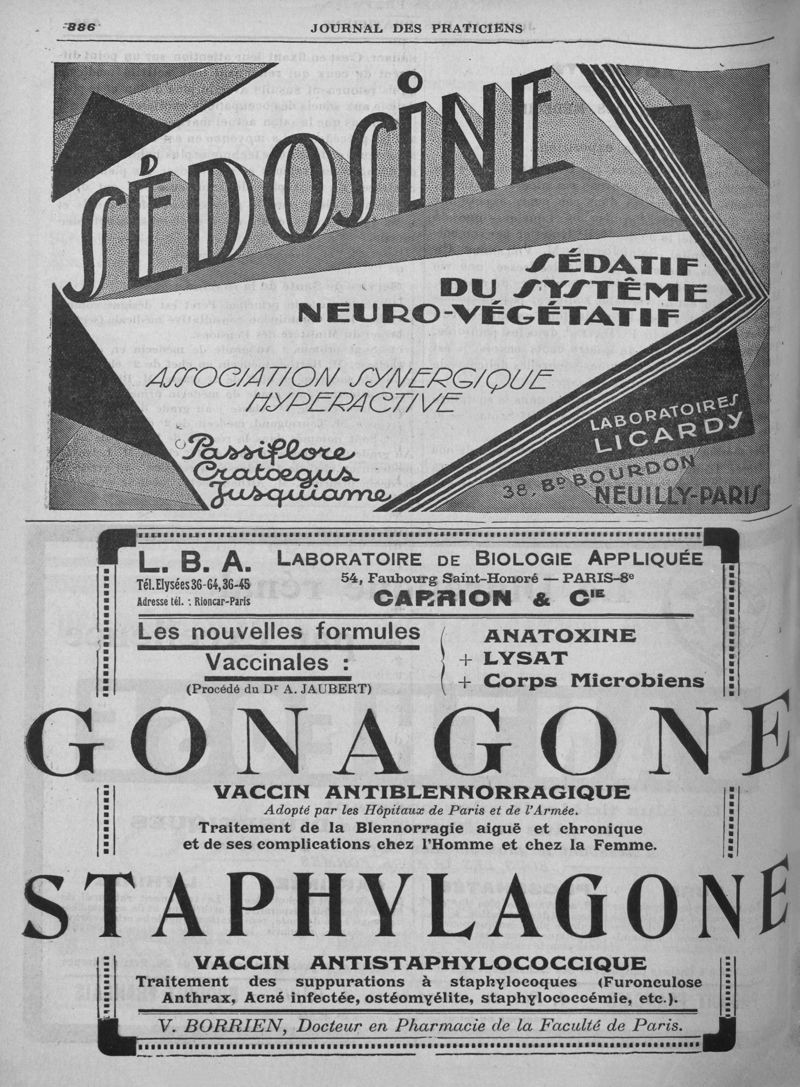 886
JOURNAL DES PRATICIENS
SÉDOSINE
SÉDATIF
DU SYSTÈME
NEURO-VÉGÉTATIF
ASSOCIATION SYNERGIQUE
HYPERACTIVE
Passiflore
Cratœgus
Jusquiame
LABORATOIRES
LICARDY
38, Bᴅ BOURDON
NEUILLY-PARIS
L. B. A.
LABORATOIRE DE BIOLOGIE APPLIQUÉE
Tél. Elysées 36-64, 36-45
54, Faubourg Saint-Honoré — PARIS-8e
Adresse tél. : Rioncar-Paris
CARRION & CIE
Les nouvelles formules
Vaccinales :
(Procédé du Dr A. JAUBERT)
ANATOXINE
+ LYSAT
+ Corps Microbiens
GONAGONE
VACCIN ANTIBLENNORRAGIQUE
Adopté par les Hôpitaux de Paris et de l'Armée.
Traitement de la Blennorragie aiguë et chronique
et de ses complications chez l'Homme et chez la Femme.
STAPHYLAGONE
VACCIN ANTISTAPHYLOCOCCIQUE
Traitement des suppurations à staphylocoques (Furonculose
Anthrax, Acné infectée, ostéomyélite, staphylococcémie, etc.).
V. BORRIEN, Docteur en Pharmacie de la Faculté de Paris.